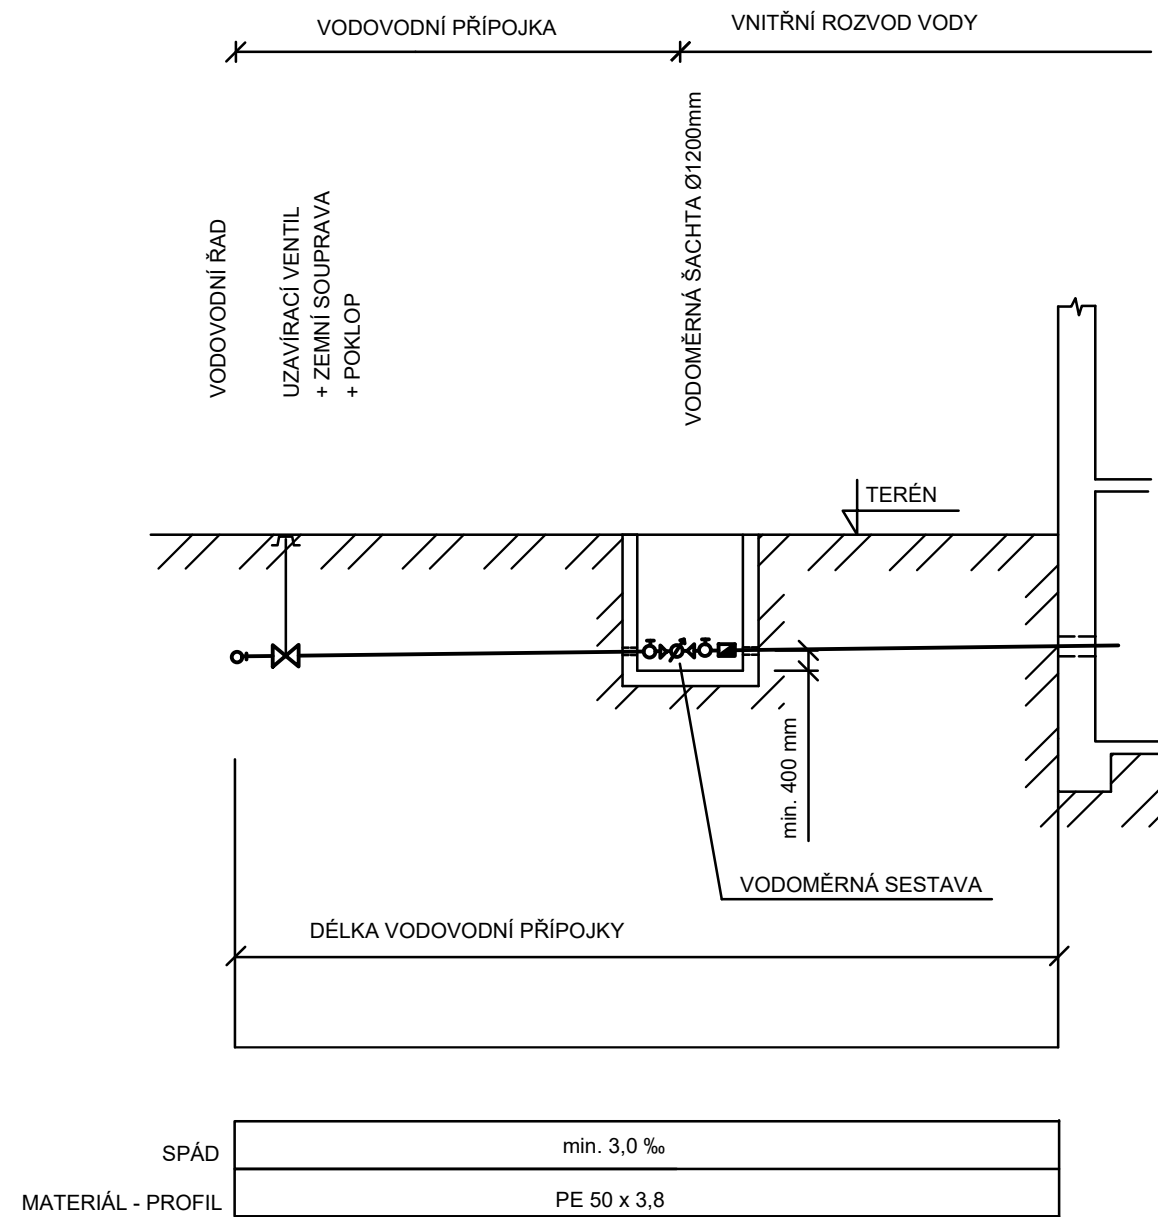 VODOVODNÍ PŘÍPOJKA
VNITŘNÍ ROZVOD VODY
VODOVODNÍ ŘAD
UZAVÍRACÍ VENTIL
+ ZEMNÍ SOUPRAVA
+ POKLOP
VODOMĚRNÁ ŠACHTA Ø1200mm
TERÉN
min. 400 mm
VODOMĚRNÁ SESTAVA
DÉLKA VODOVODNÍ PŘÍPOJKY
SPÁD
min. 3,0 ‰
MATERIÁL - PROFIL
PE 50 x 3,8